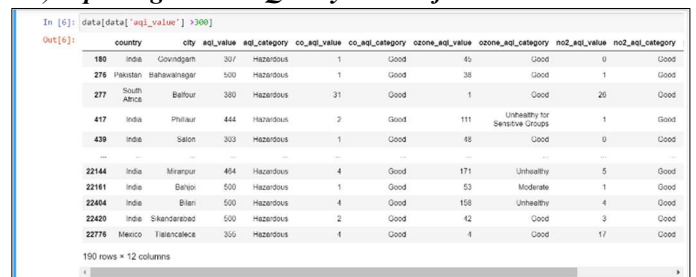 In [6]: data[data['aqi_value'] >300]
Out[6]:
country city aqi_value aqi_category co_aqi_value co_aqi_category ozone_aqi_value ozone_aqi_category no2_aqi_value no2_aqi_category
180 India Govindgarh 307 Hazardous 1 Good 45 Good 0 Good
276 Pakistan Bahawalnagar 500 Hazardous 1 Good 38 Good 1 Good
277 South Africa Balfour 380 Hazardous 31 Good 1 Good 26 Good
417 India Phillaur 444 Hazardous 2 Good 111 Unhealthy for Sensitive Groups 1 Good
439 India Salon 303 Hazardous 1 Good 48 Good 0 Good
... ... ... ... ... ... ... ... ... ... ...
22144 India Miranpur 464 Hazardous 4 Good 171 Unhealthy 5 Good
22161 India Bahjoi 500 Hazardous 1 Good 53 Moderate 1 Good
22404 India Bilari 500 Hazardous 4 Good 158 Unhealthy 4 Good
22420 India Sikandarabad 500 Hazardous 2 Good 42 Good 3 Good
22776 Mexico Tlalancaleca 355 Hazardous 4 Good 4 Good 17 Good
190 rows × 12 columns